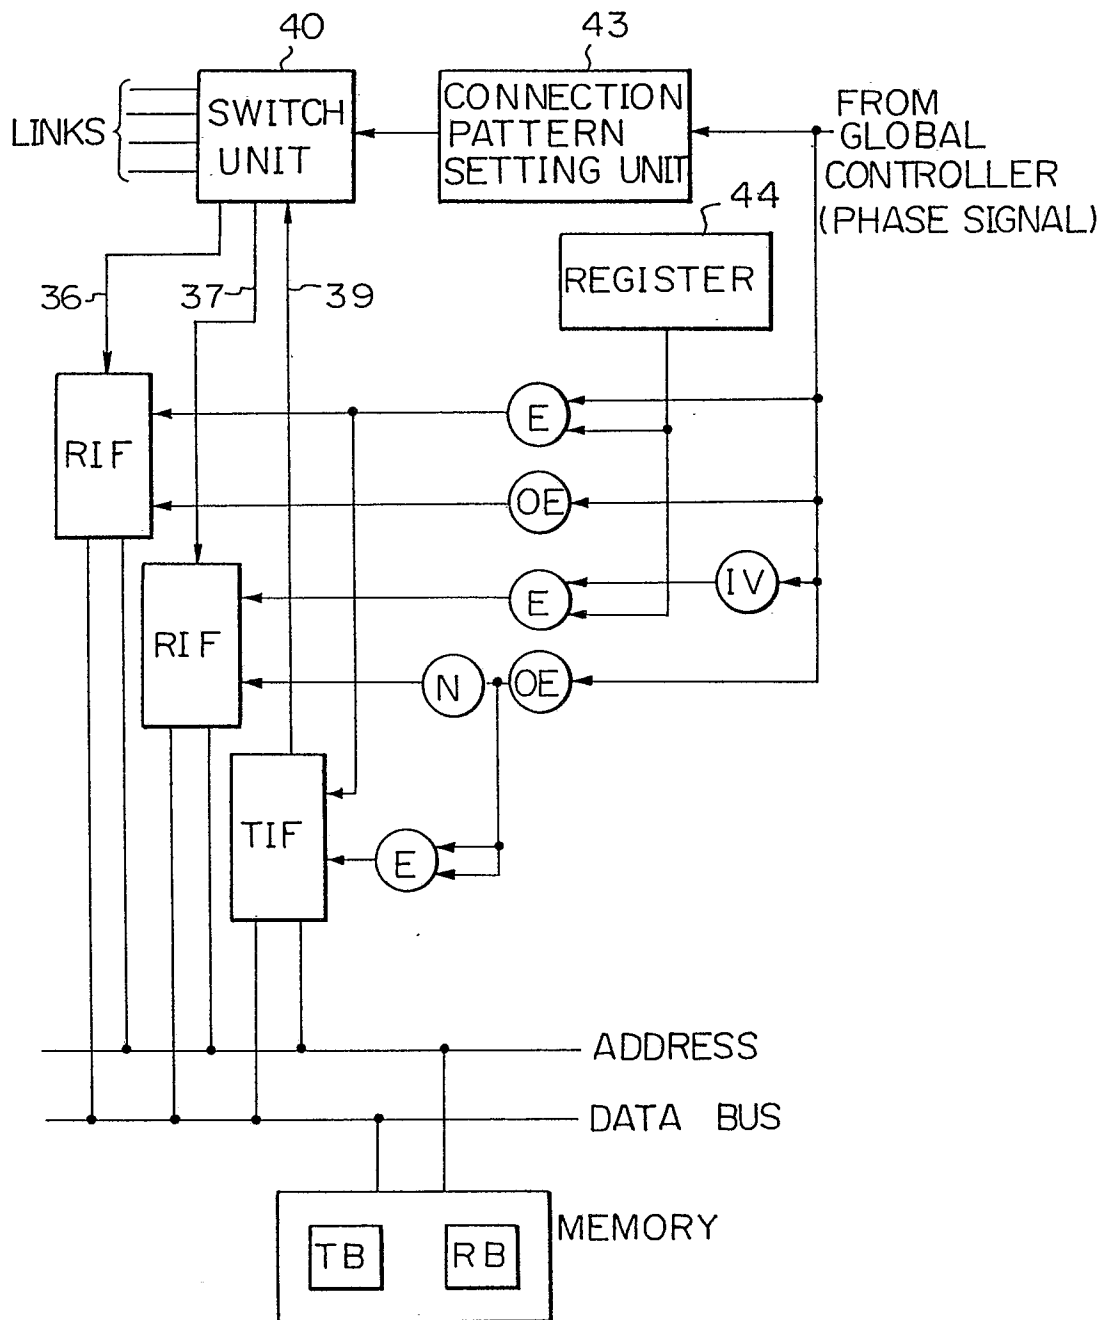 40
43
LINKS
SWITCH
UNIT
CONNECTION
PATTERN
SETTING UNIT
FROM
GLOBAL
CONTROLLER
(PHASE SIGNAL)
44
REGISTER
36
37
39
RIF
E
OE
RIF
E
IV
N
OE
TIF
E
ADDRESS
DATA BUS
MEMORY
TB
RB